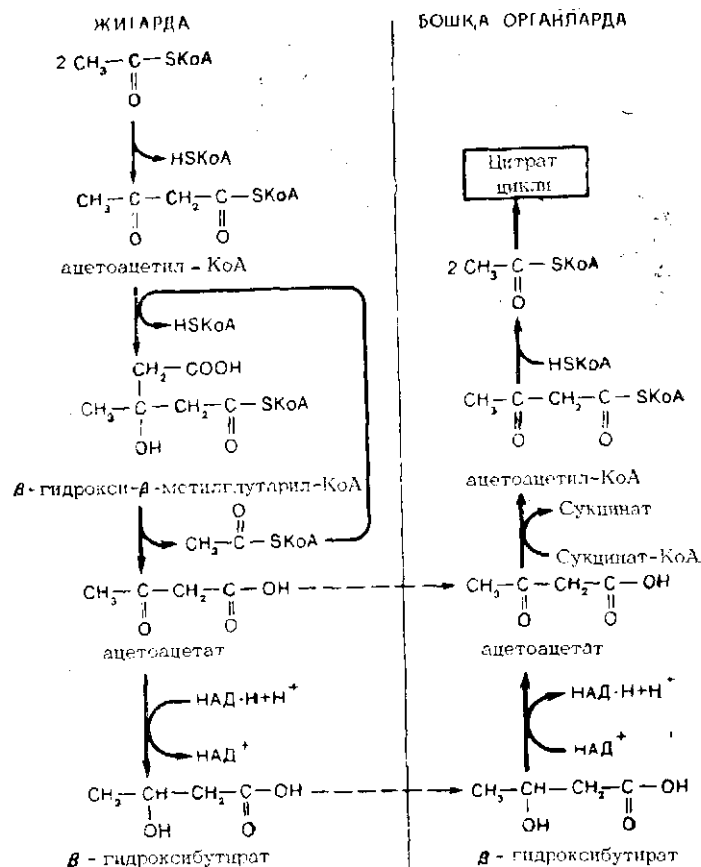 ЖИГАРДА
2 CH₃–C–SKoA
O
HSKoA
CH₃–C–CH₂–C–SKoA
O O
ацетоацетил-КоА
HSKoA
CH₂–COOH
CH₃–C–CH₂–C–SKoA
OH O
β-гидрокси-β-метилглутарил-КоА
O
CH₃–C–SKoA
CH₃–C–CH₂–C–OH
O O
ацетоацетат
НАД·Н+Н⁺
НАД⁺
CH₃–CH–CH₂–C–OH
OH O
β - гидроксибутират
БОШҚА ОРГАНЛАРДА
Цитрат
цикли
2 CH₃–C–SKoA
O
HSKoA
CH₃–C–CH₂–C–SKoA
O O
ацетоацетил-КоА
Сукцинат
Сукцинат-КоА
CH₃–C–CH₂–C–OH
O O
ацетоацетат
НАД·Н+Н⁺
НАД⁺
CH₃–CH–CH₂–C–OH
OH O
β - гидроксибутират